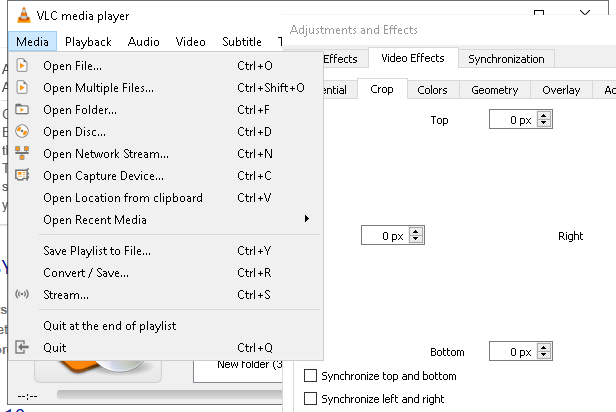 VLC media player
Adjustments and Effects
Media Playback Audio Video Subtitle
Effects Video Effects Synchronization
Crop Colors Geometry Overlay
Open File... Ctrl+O
Open Multiple Files... Ctrl+Shift+O
Open Folder... Ctrl+F
Open Disc... Ctrl+D
Open Network Stream... Ctrl+N
Open Capture Device... Ctrl+C
Open Location from clipboard Ctrl+V
Open Recent Media
Save Playlist to File... Ctrl+Y
Convert / Save... Ctrl+R
Stream... Ctrl+S
Quit at the end of playlist
Quit Ctrl+Q
Top 0 px
0 px Right
Bottom 0 px
New folder (3
Synchronize top and bottom
Synchronize left and right
--:--